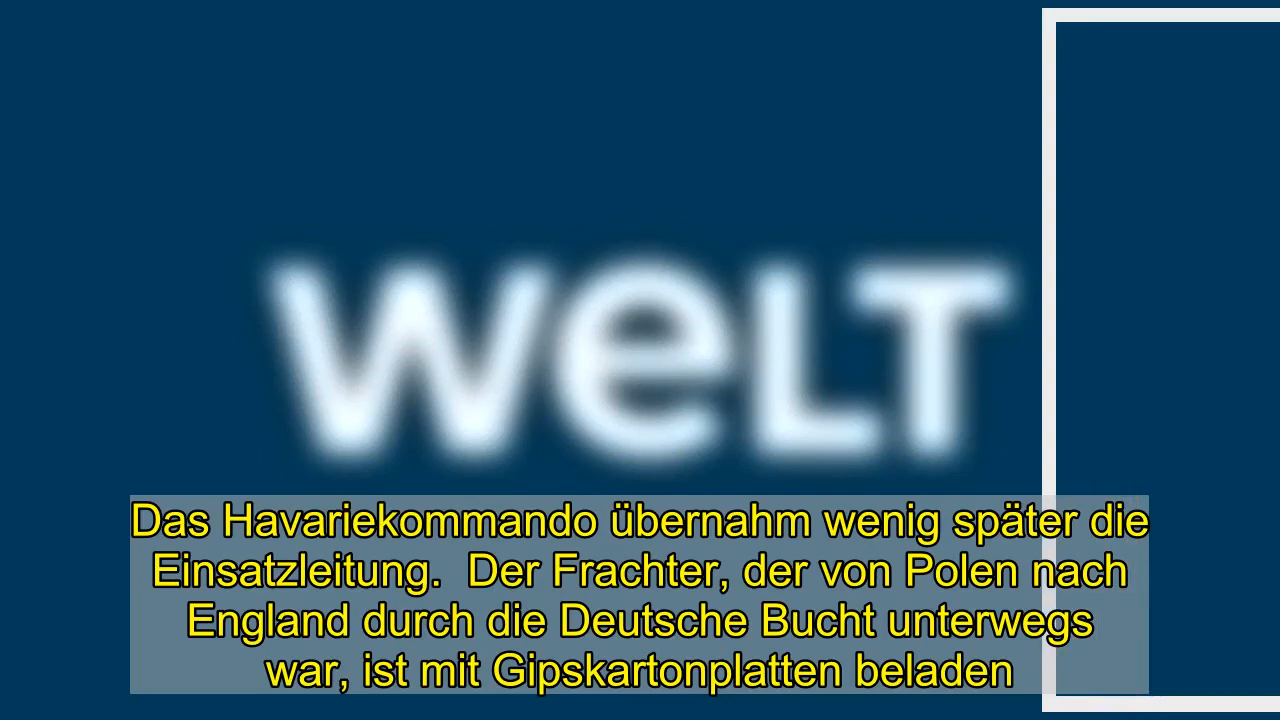 WeLT
Das Havariekommando übernahm wenig später die
Einsatzleitung.  Der Frachter, der von Polen nach
England durch die Deutsche Bucht unterwegs
war, ist mit Gipskartonplatten beladen